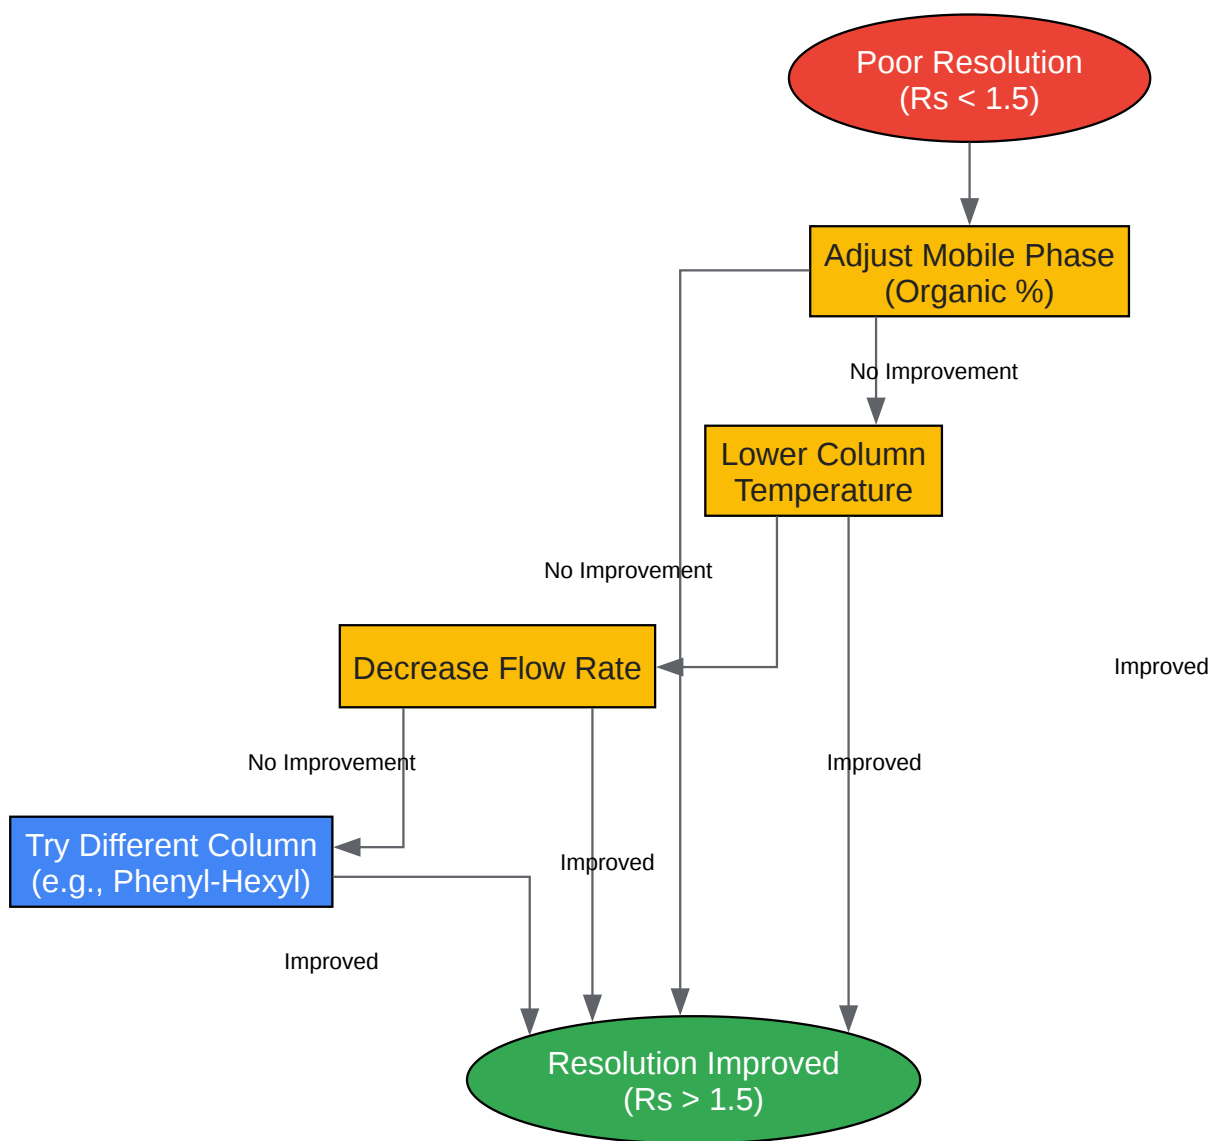 Poor Resolution
(Rs < 1.5)
Adjust Mobile Phase
(Organic %)
No Improvement
Lower Column
Temperature
No Improvement
Decrease Flow Rate
Improved
No Improvement
Improved
Try Different Column
(e.g., Phenyl-Hexyl)
Improved
Improved
Resolution Improved
(Rs > 1.5)